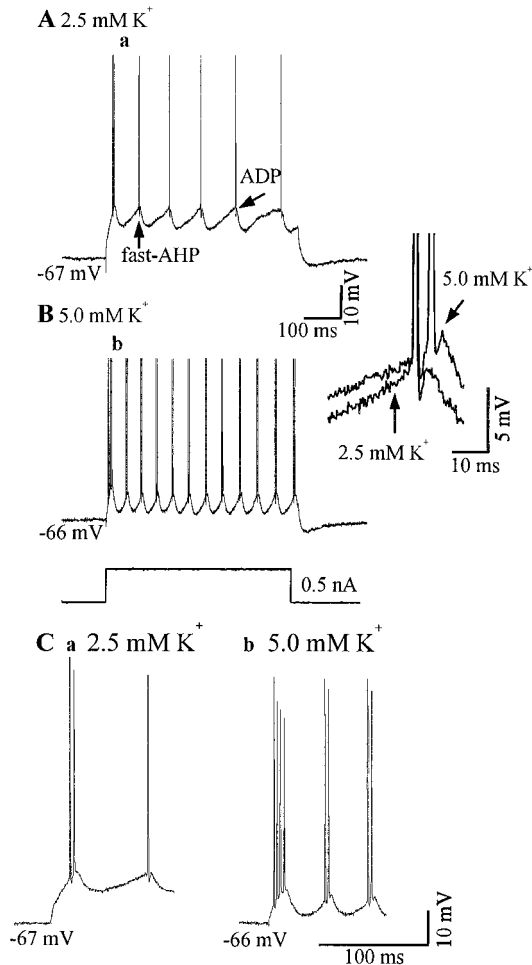 A 2.5 mM K+
a
ADP
fast-AHP
-67 mV
100 ms
10 mV
B 5.0 mM K+
b
5.0 mM K+
2.5 mM K+
5 mV
10 ms
-66 mV
0.5 nA
C a 2.5 mM K+ b 5.0 mM K+
-67 mV
-66 mV
100 ms
10 mV